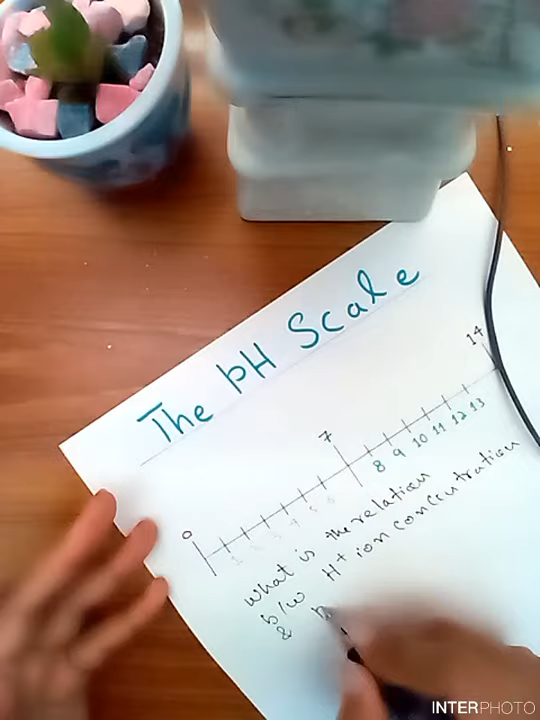 The pH Scale
0 7 14
8 9 10 11 12 13
what is the relation
b/w H+ ion concentration
&
INTERPHOTO